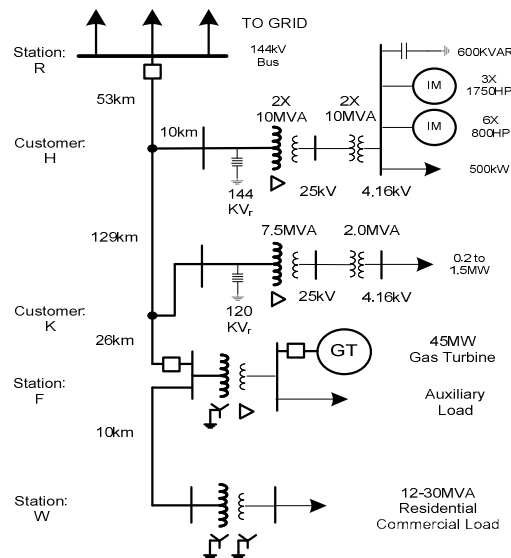 TO GRID
Station:
R
144kV
Bus
600KVAR
53km
2X
10MVA
2X
10MVA
IM
3X
1750HP
10km
IM
6X
800HP
Customer:
H
500kW
144
KVr
25kV
4.16kV
129km
7.5MVA
2.0MVA
0.2 to
1.5MW
25kV
4.16kV
120
KVr
Customer:
K
26km
GT
45MW
Gas Turbine
Station:
F
Auxiliary
Load
10km
Station:
W
12-30MVA
Residential
Commercial Load